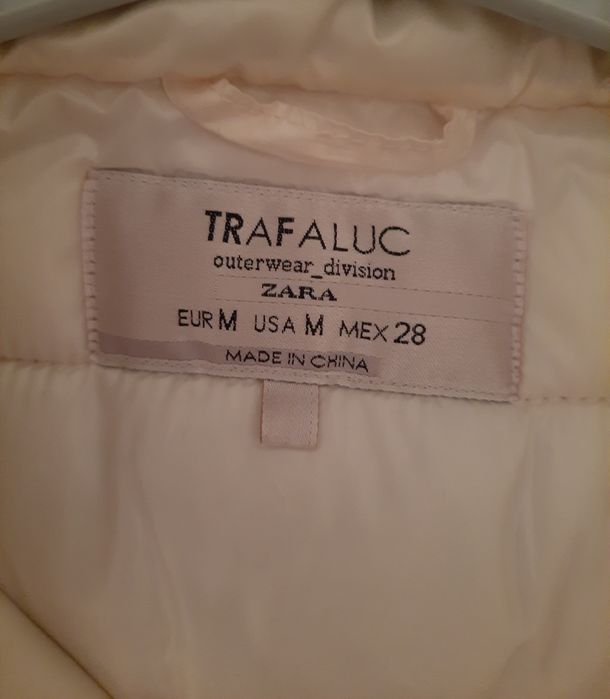 TRAFALUC
outerwear_division
ZARA
EUR M USA M MEX 28
MADE IN CHINA